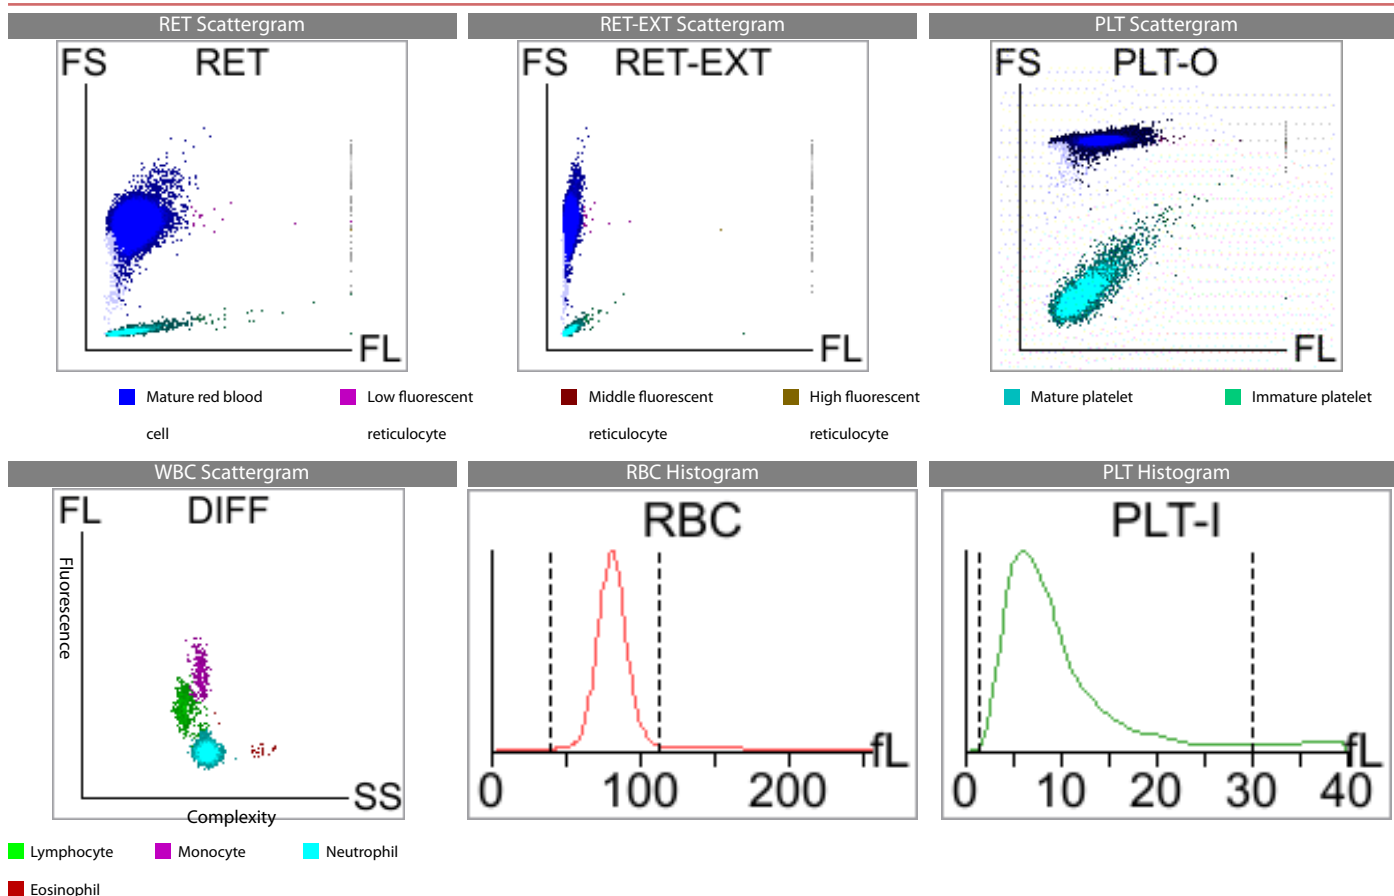 RET Scattergram
RET-EXT Scattergram
PLT Scattergram
FS RET
FL
FS RET-EXT
FL
FS PLT-O
FL
Mature red blood
cell
Low fluorescent
reticulocyte
Middle fluorescent
reticulocyte
High fluorescent
reticulocyte
Mature platelet
Immature platelet
WBC Scattergram
RBC Histogram
PLT Histogram
FL DIFF
Fluorescence
SS
Complexity
RBC
fL
0 100 200
PLT-I
fL
0 10 20 30 40
Lymphocyte
Monocyte
Neutrophil
Eosinophil